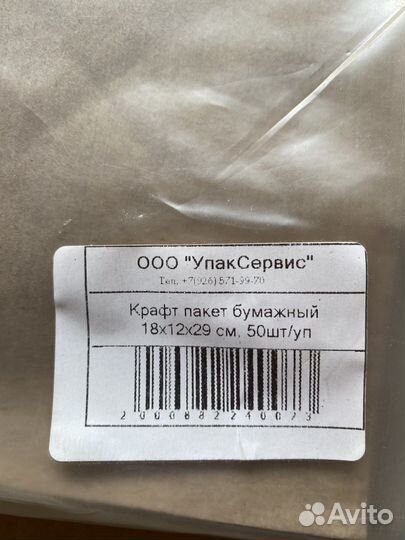 ООО "УпакСервис"
Тел. +7(926) 571-99-70
Крафт пакет бумажный
18х12х29 см, 50шт/уп
2000882240073
Avito